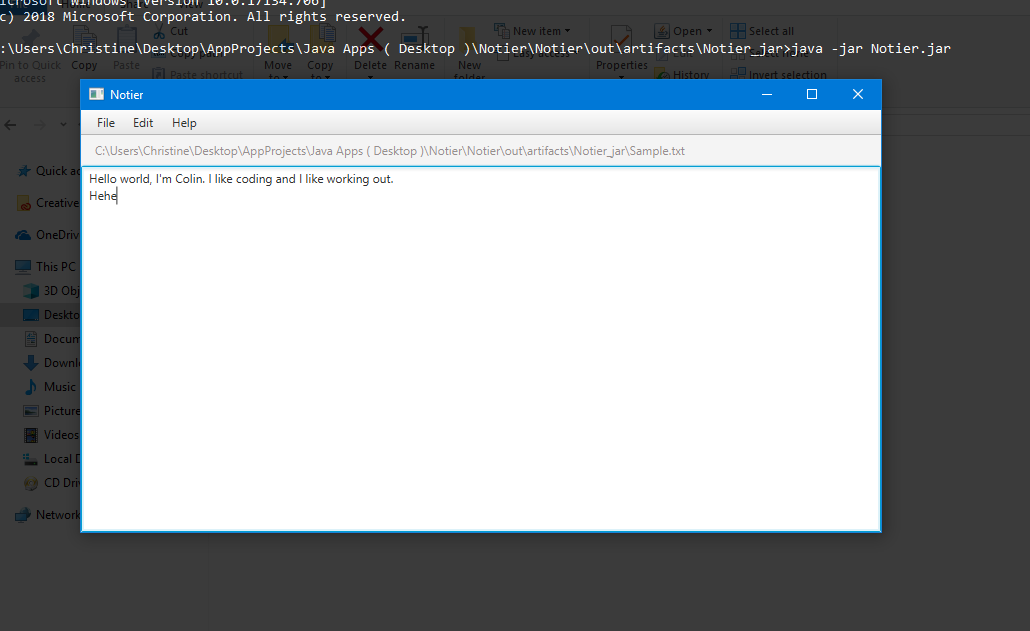 icrosoft Windows [Version 10.0.17134.706]
c) 2018 Microsoft Corporation. All rights reserved.
:\Users\Christine\Desktop\AppProjects\Java Apps ( Desktop )\Notier\Notier\out\artifacts\Notier_jar>java -jar Notier.jar
Cut
Copy path
Paste shortcut
Pin to Quick access
Copy
Paste
Move to
Copy to
Delete
Rename
New item
Easy access
New folder
Properties
Open
Edit
History
Select all
Invert selection
Notier
File Edit Help
C:\Users\Christine\Desktop\AppProjects\Java Apps ( Desktop )\Notier\Notier\out\artifacts\Notier_jar\Sample.txt
Hello world, I'm Colin. I like coding and I like working out.
Hehe
Quick ac
Creative
OneDriv
This PC
3D Obj
Deskto
Docum
Downl
Music
Picture
Videos
Local D
CD Driv
Network